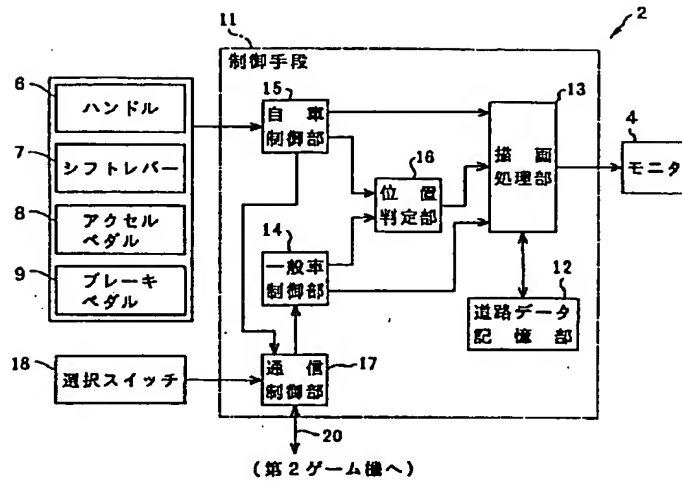 11
2
制御手段
6
ハンドル
7
シフトレバー
8
アクセル
ペダル
9
ブレーキ
ペダル
15
自車
制御部
16
位置
判定部
13
描画
処理部
4
モニタ
14
一般車
制御部
12
道路データ
記憶部
18
選択スイッチ
17
通信
制御部
20
(第2ゲーム機へ)